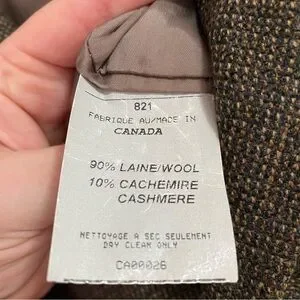 821
FABRIQUE AU/MADE IN
CANADA
90% LAINE/WOOL
10% CACHEMIRE
CASHMERE
NETTOYAGE A SEC SEULEMENT
DRY CLEAN ONLY
CA00026